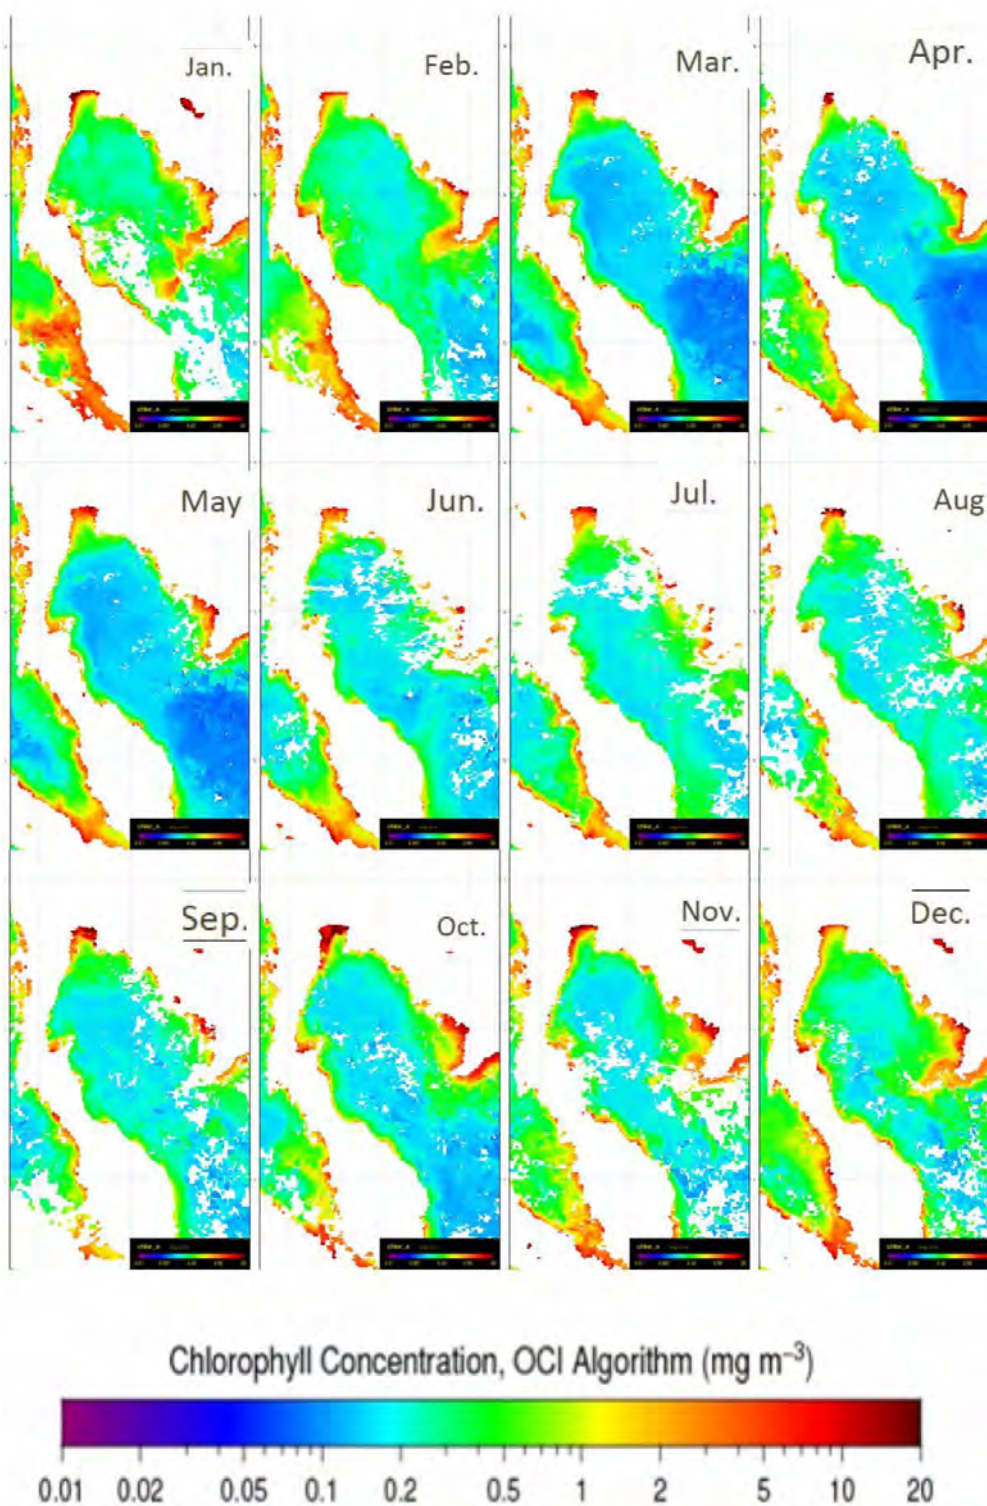 Jan. Feb. Mar. Apr.
May Jun. Jul. Aug
Sep. Oct. Nov. Dec.
Chlorophyll Concentration, OCI Algorithm (mg m⁻³)
0.01 0.02 0.05 0.1 0.2 0.5 1 2 5 10 20